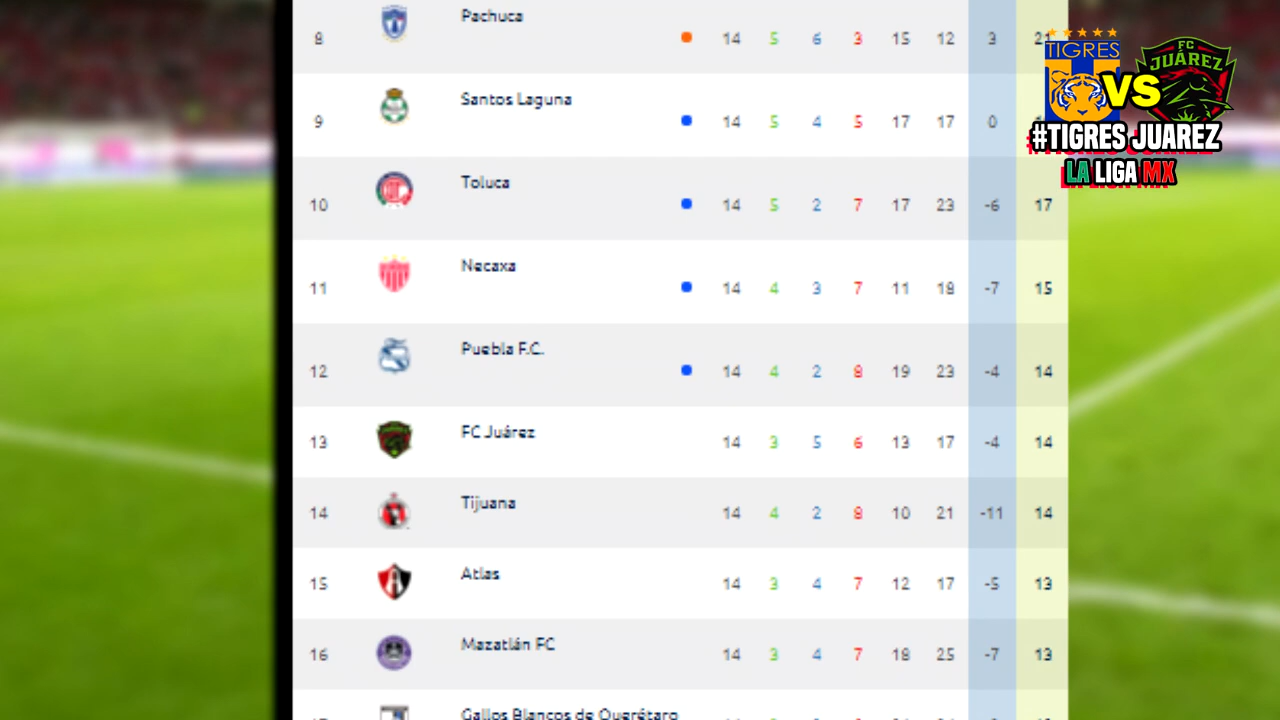 8 Pachuca 14 5 6 3 15 12 3 21
9 Santos Laguna 14 5 4 5 17 17 0
10 Toluca 14 5 2 7 17 23 -6 17
11 Necaxa 14 4 3 7 11 18 -7 15
12 Puebla F.C. 14 4 2 8 19 23 -4 14
13 FC Juárez 14 3 5 6 13 17 -4 14
14 Tijuana 14 4 2 8 10 21 -11 14
15 Atlas 14 3 4 7 12 17 -5 13
16 Mazatlán FC 14 3 4 7 18 25 -7 13
Gallos Blancos de Querétaro
TIGRES
VS
FC
JUÁREZ
#TIGRES JUAREZ
LA LIGA MX